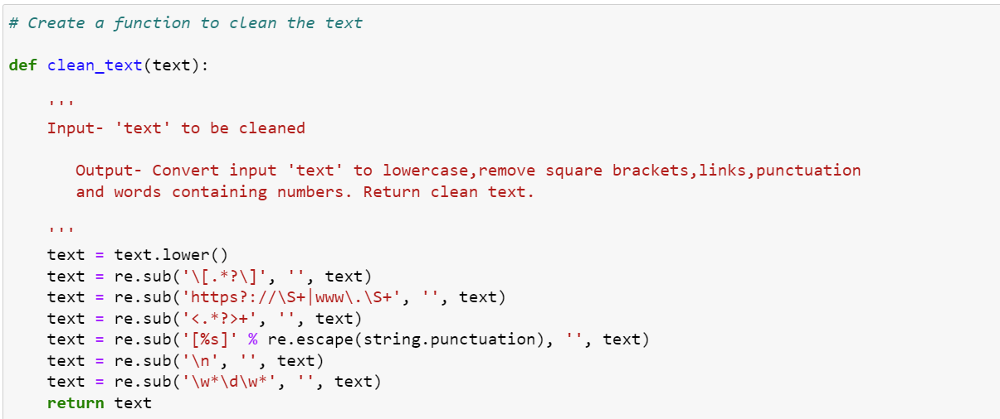 # Create a function to clean the text
def clean_text(text):
'''
Input- 'text' to be cleaned
Output- Convert input 'text' to lowercase,remove square brackets,links,punctuation
and words containing numbers. Return clean text.
'''
text = text.lower()
text = re.sub('\[.*?\]', '', text)
text = re.sub('https?://\S+|www\.\S+', '', text)
text = re.sub('<.*?>+', '', text)
text = re.sub('[%s]' % re.escape(string.punctuation), '', text)
text = re.sub('\n', '', text)
text = re.sub('\w*\d\w*', '', text)
return text